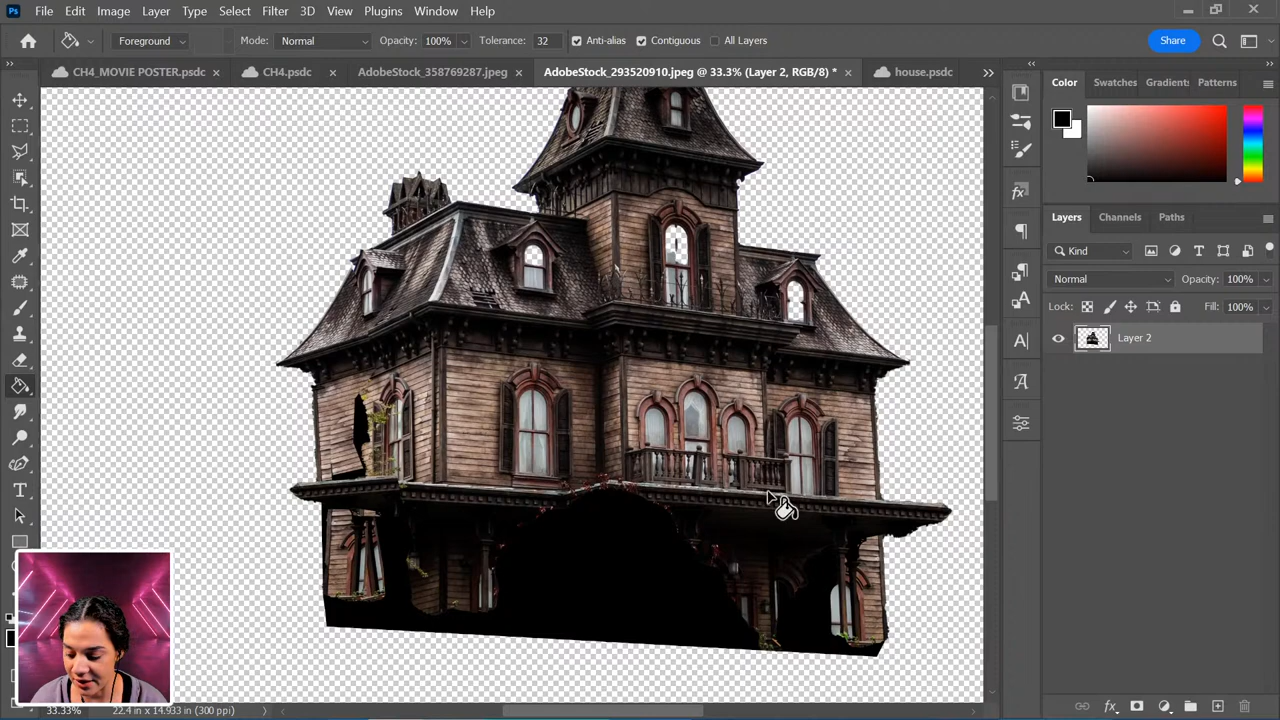 Ps File Edit Image Layer Type Select Filter 3D View Plugins Window Help
Foreground Mode: Normal Opacity: 100% Tolerance: 32 Anti-alias Contiguous All Layers Share
CH4_MOVIE POSTER.psdc × CH4.psdc × AdobeStock_358769287.jpeg × AdobeStock_293520910.jpeg @ 33.3% (Layer 2, RGB/8) * × house.psdc
Color Swatches Gradient: Patterns
Layers Channels Paths
Kind
Normal Opacity: 100%
Lock: Fill: 100%
Layer 2
33.33% 22.4 in x 14.933 in (300 ppi)